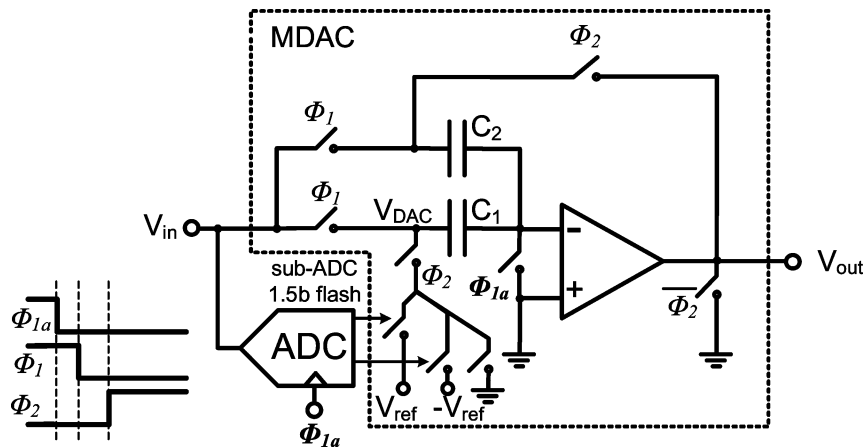 MDAC
Φ2
Φ1
C2
Φ1
VDAC
C1
Vin
−
Vout
sub-ADC
Φ2
Φ1a
Φ2
1.5b flash
+
Φ1a
ADC
Φ1
Vref
-Vref
Φ2
Φ1a